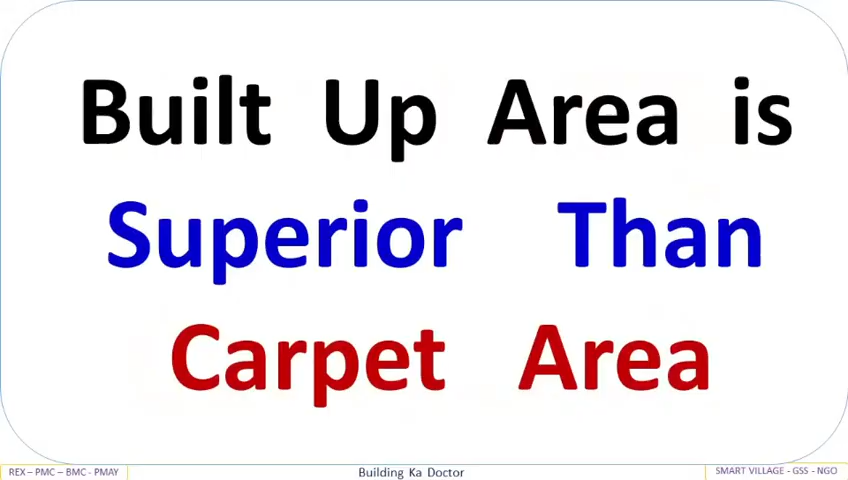 Built Up Area is
Superior Than
Carpet Area
REX – PMC – BMC - PMAY
Building Ka Doctor
SMART VILLAGE - GSS - NGO